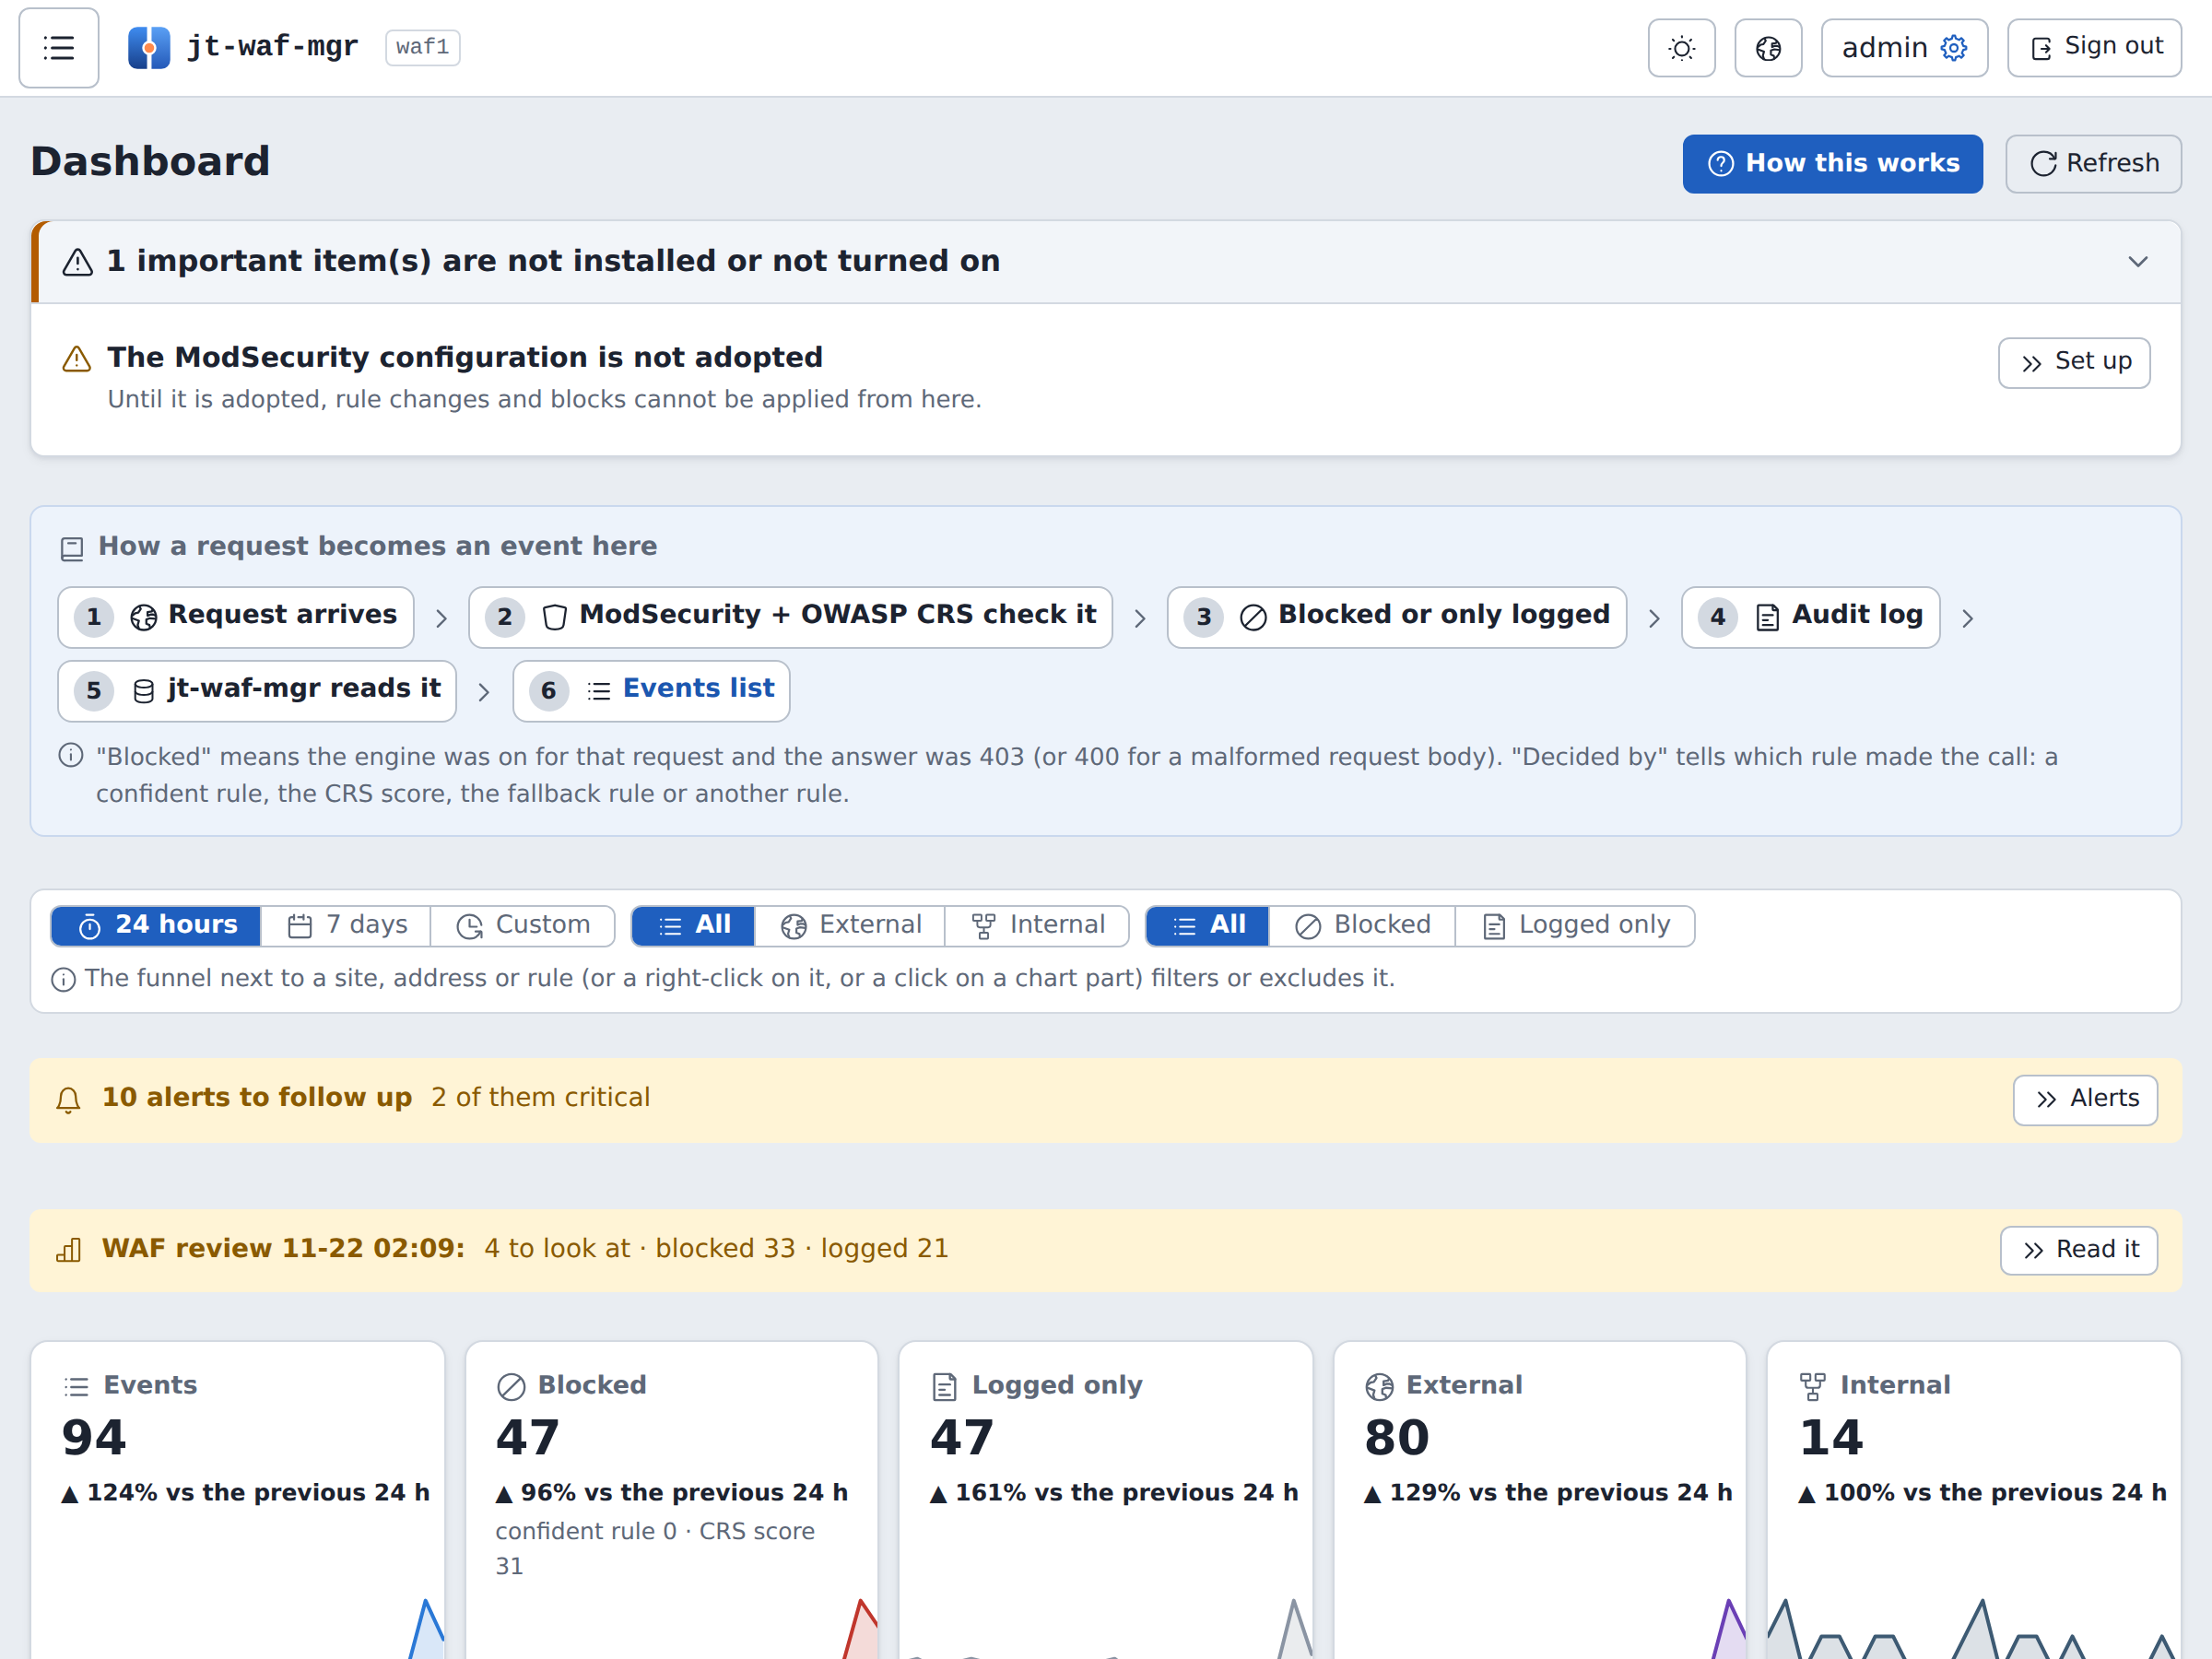 jt-waf-mgr waf1 admin Sign out
Dashboard How this works Refresh
1 important item(s) are not installed or not turned on
The ModSecurity configuration is not adopted Set up
Until it is adopted, rule changes and blocks cannot be applied from here.
How a request becomes an event here
1 Request arrives 2 ModSecurity + OWASP CRS check it 3 Blocked or only logged 4 Audit log
5 jt-waf-mgr reads it 6 Events list
"Blocked" means the engine was on for that request and the answer was 403 (or 400 for a malformed request body). "Decided by" tells which rule made the call: a
confident rule, the CRS score, the fallback rule or another rule.
24 hours 7 days Custom All External Internal All Blocked Logged only
The funnel next to a site, address or rule (or a right-click on it, or a click on a chart part) filters or excludes it.
10 alerts to follow up 2 of them critical Alerts
WAF review 11-22 02:09: 4 to look at · blocked 33 · logged 21 Read it
Events Blocked Logged only External Internal
94 47 47 80 14
▲ 124% vs the previous 24 h ▲ 96% vs the previous 24 h ▲ 161% vs the previous 24 h ▲ 129% vs the previous 24 h ▲ 100% vs the previous 24 h
confident rule 0 · CRS score
31